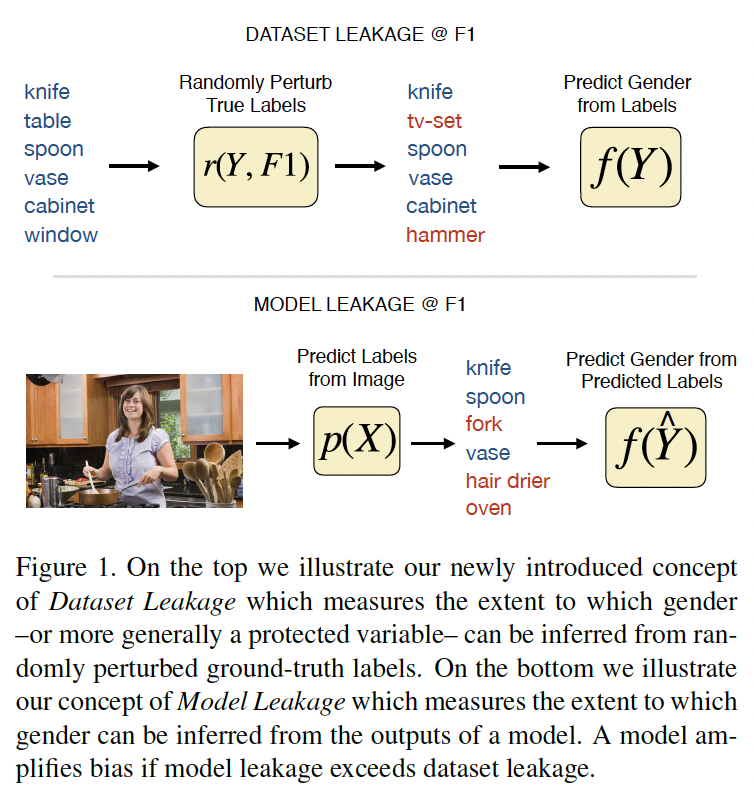 DATASET LEAKAGE @ F1
knife
table
spoon
vase
cabinet
window
Randomly Perturb
True Labels
r(Y, F1)
knife
tv-set
spoon
vase
cabinet
hammer
Predict Gender
from Labels
f(Y)
MODEL LEAKAGE @ F1
Predict Labels
from Image
p(X)
knife
spoon
fork
vase
hair drier
oven
Predict Gender from
Predicted Labels
f(Ŷ)
Figure 1. On the top we illustrate our newly introduced concept
of Dataset Leakage which measures the extent to which gender
–or more generally a protected variable– can be inferred from ran-
domly perturbed ground-truth labels. On the bottom we illustrate
our concept of Model Leakage which measures the extent to which
gender can be inferred from the outputs of a model. A model am-
plifies bias if model leakage exceeds dataset leakage.